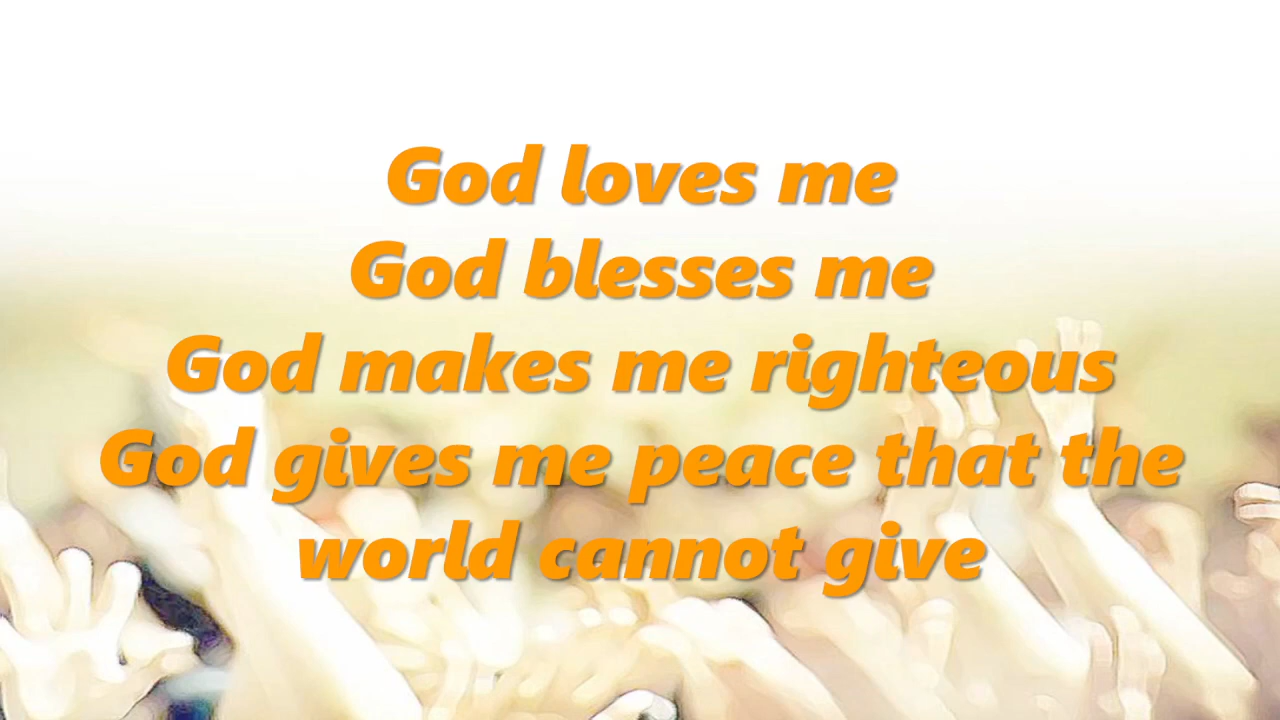 God loves me
God blesses me
God makes me righteous
God gives me peace that the
world cannot give